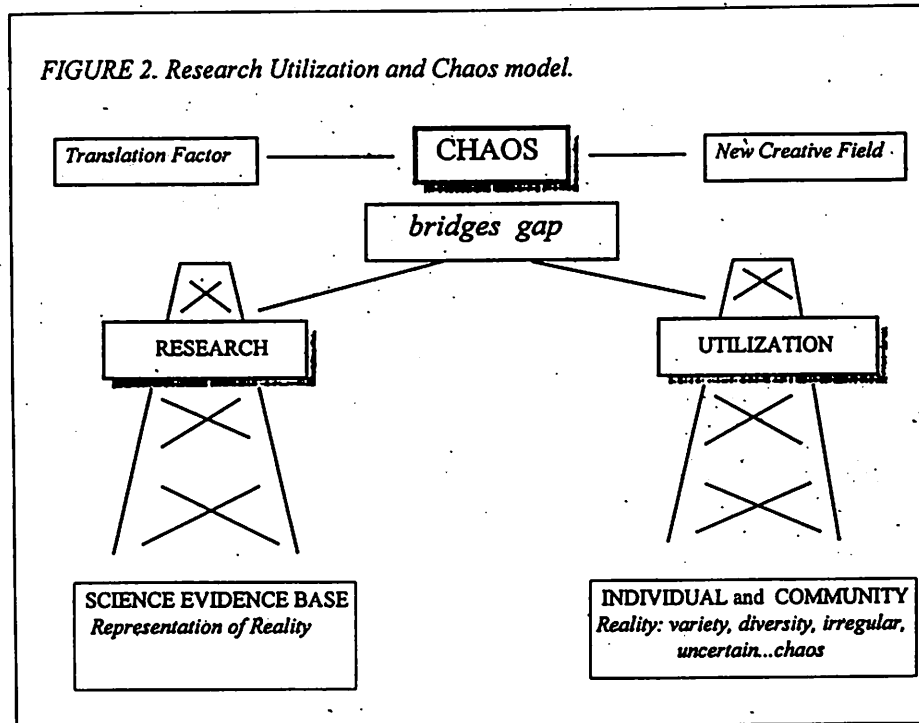 FIGURE 2. Research Utilization and Chaos model.
Translation Factor
CHAOS
New Creative Field
bridges gap
RESEARCH
UTILIZATION
SCIENCE EVIDENCE BASE
Representation of Reality
INDIVIDUAL and COMMUNITY
Reality: variety, diversity, irregular,
uncertain...chaos